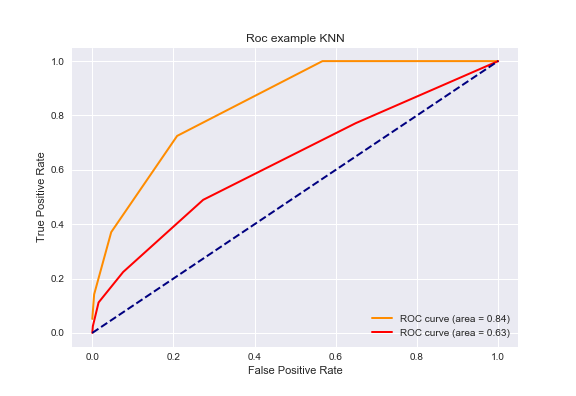 Roc example KNN
1.0
0.8
0.6
0.4
0.2
0.0
True Positive Rate
0.0 0.2 0.4 0.6 0.8 1.0
False Positive Rate
ROC curve (area = 0.84)
ROC curve (area = 0.63)